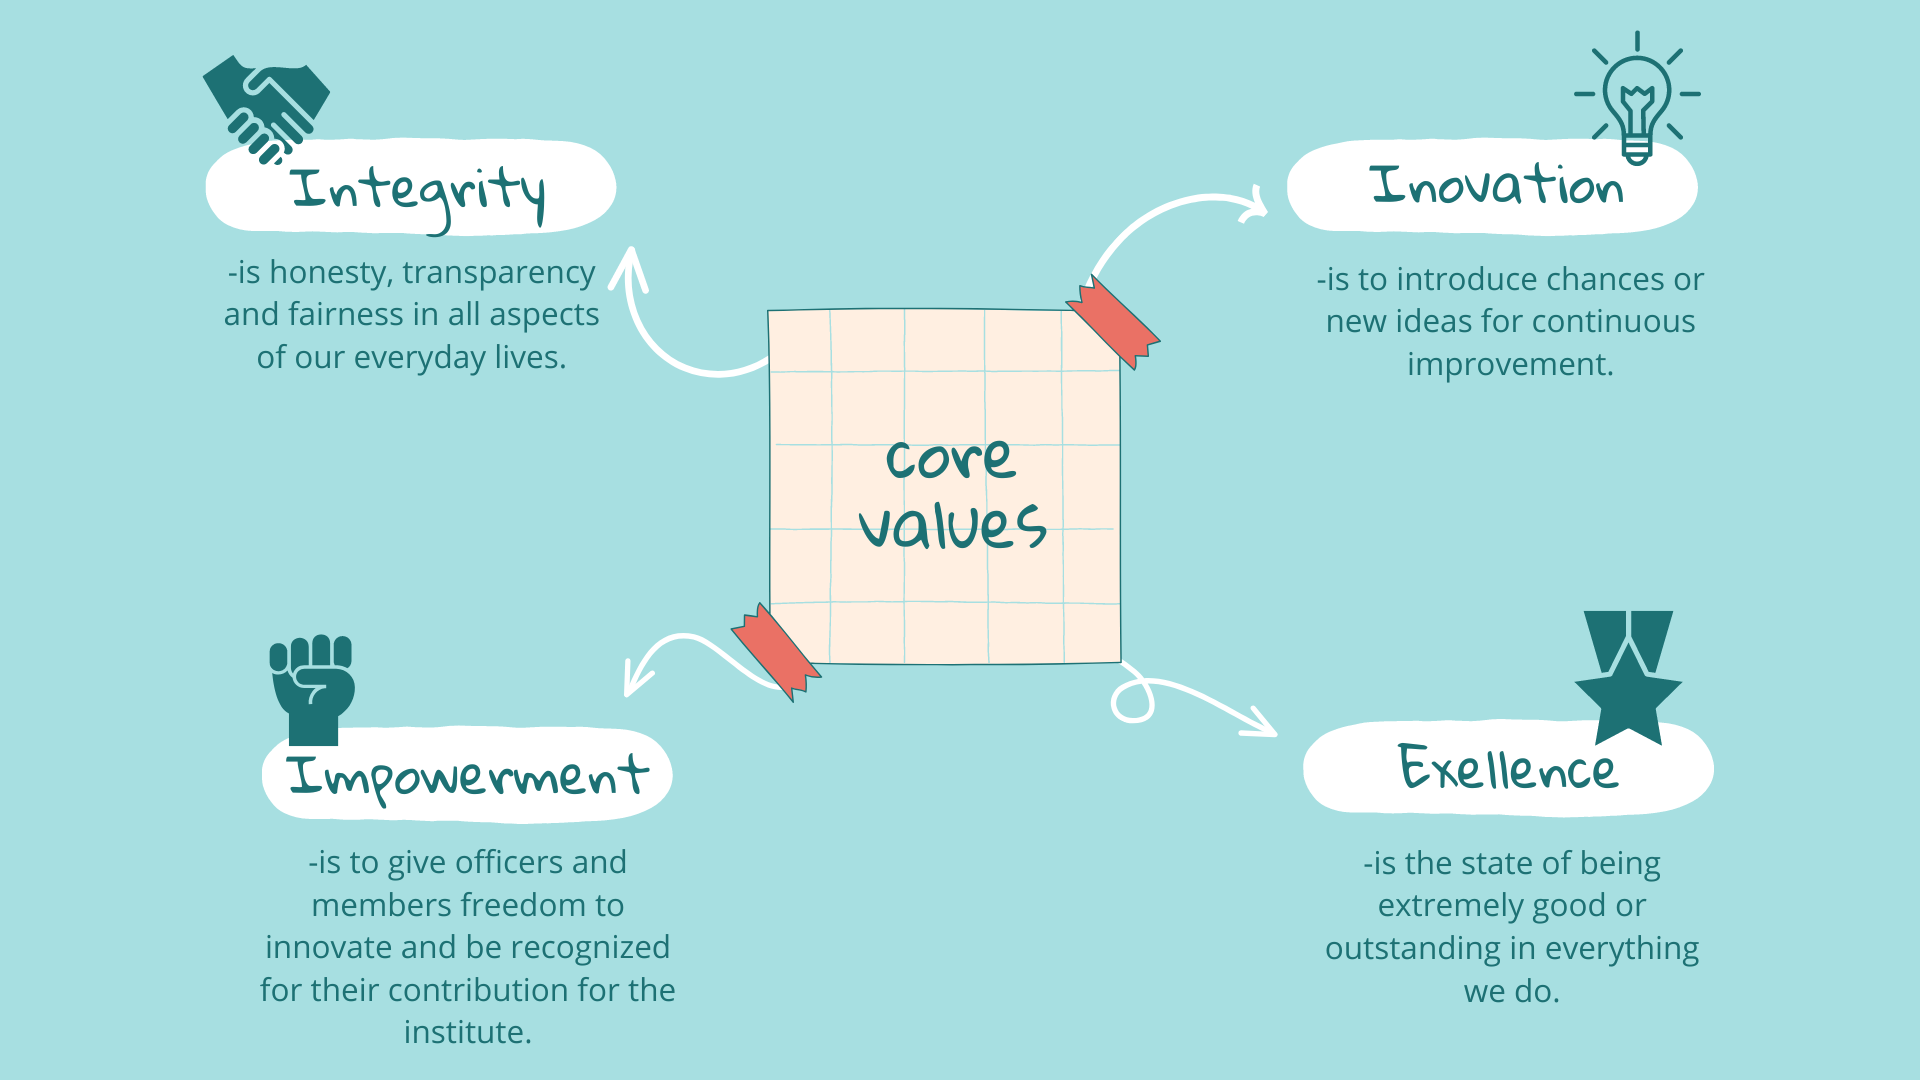 Integrity
-is honesty, transparency
and fairness in all aspects
of our everyday lives.
Inovation
-is to introduce chances or
new ideas for continuous
improvement.
core
values
Impowerment
-is to give officers and
members freedom to
innovate and be recognized
for their contribution for the
institute.
Exellence
-is the state of being
extremely good or
outstanding in everything
we do.